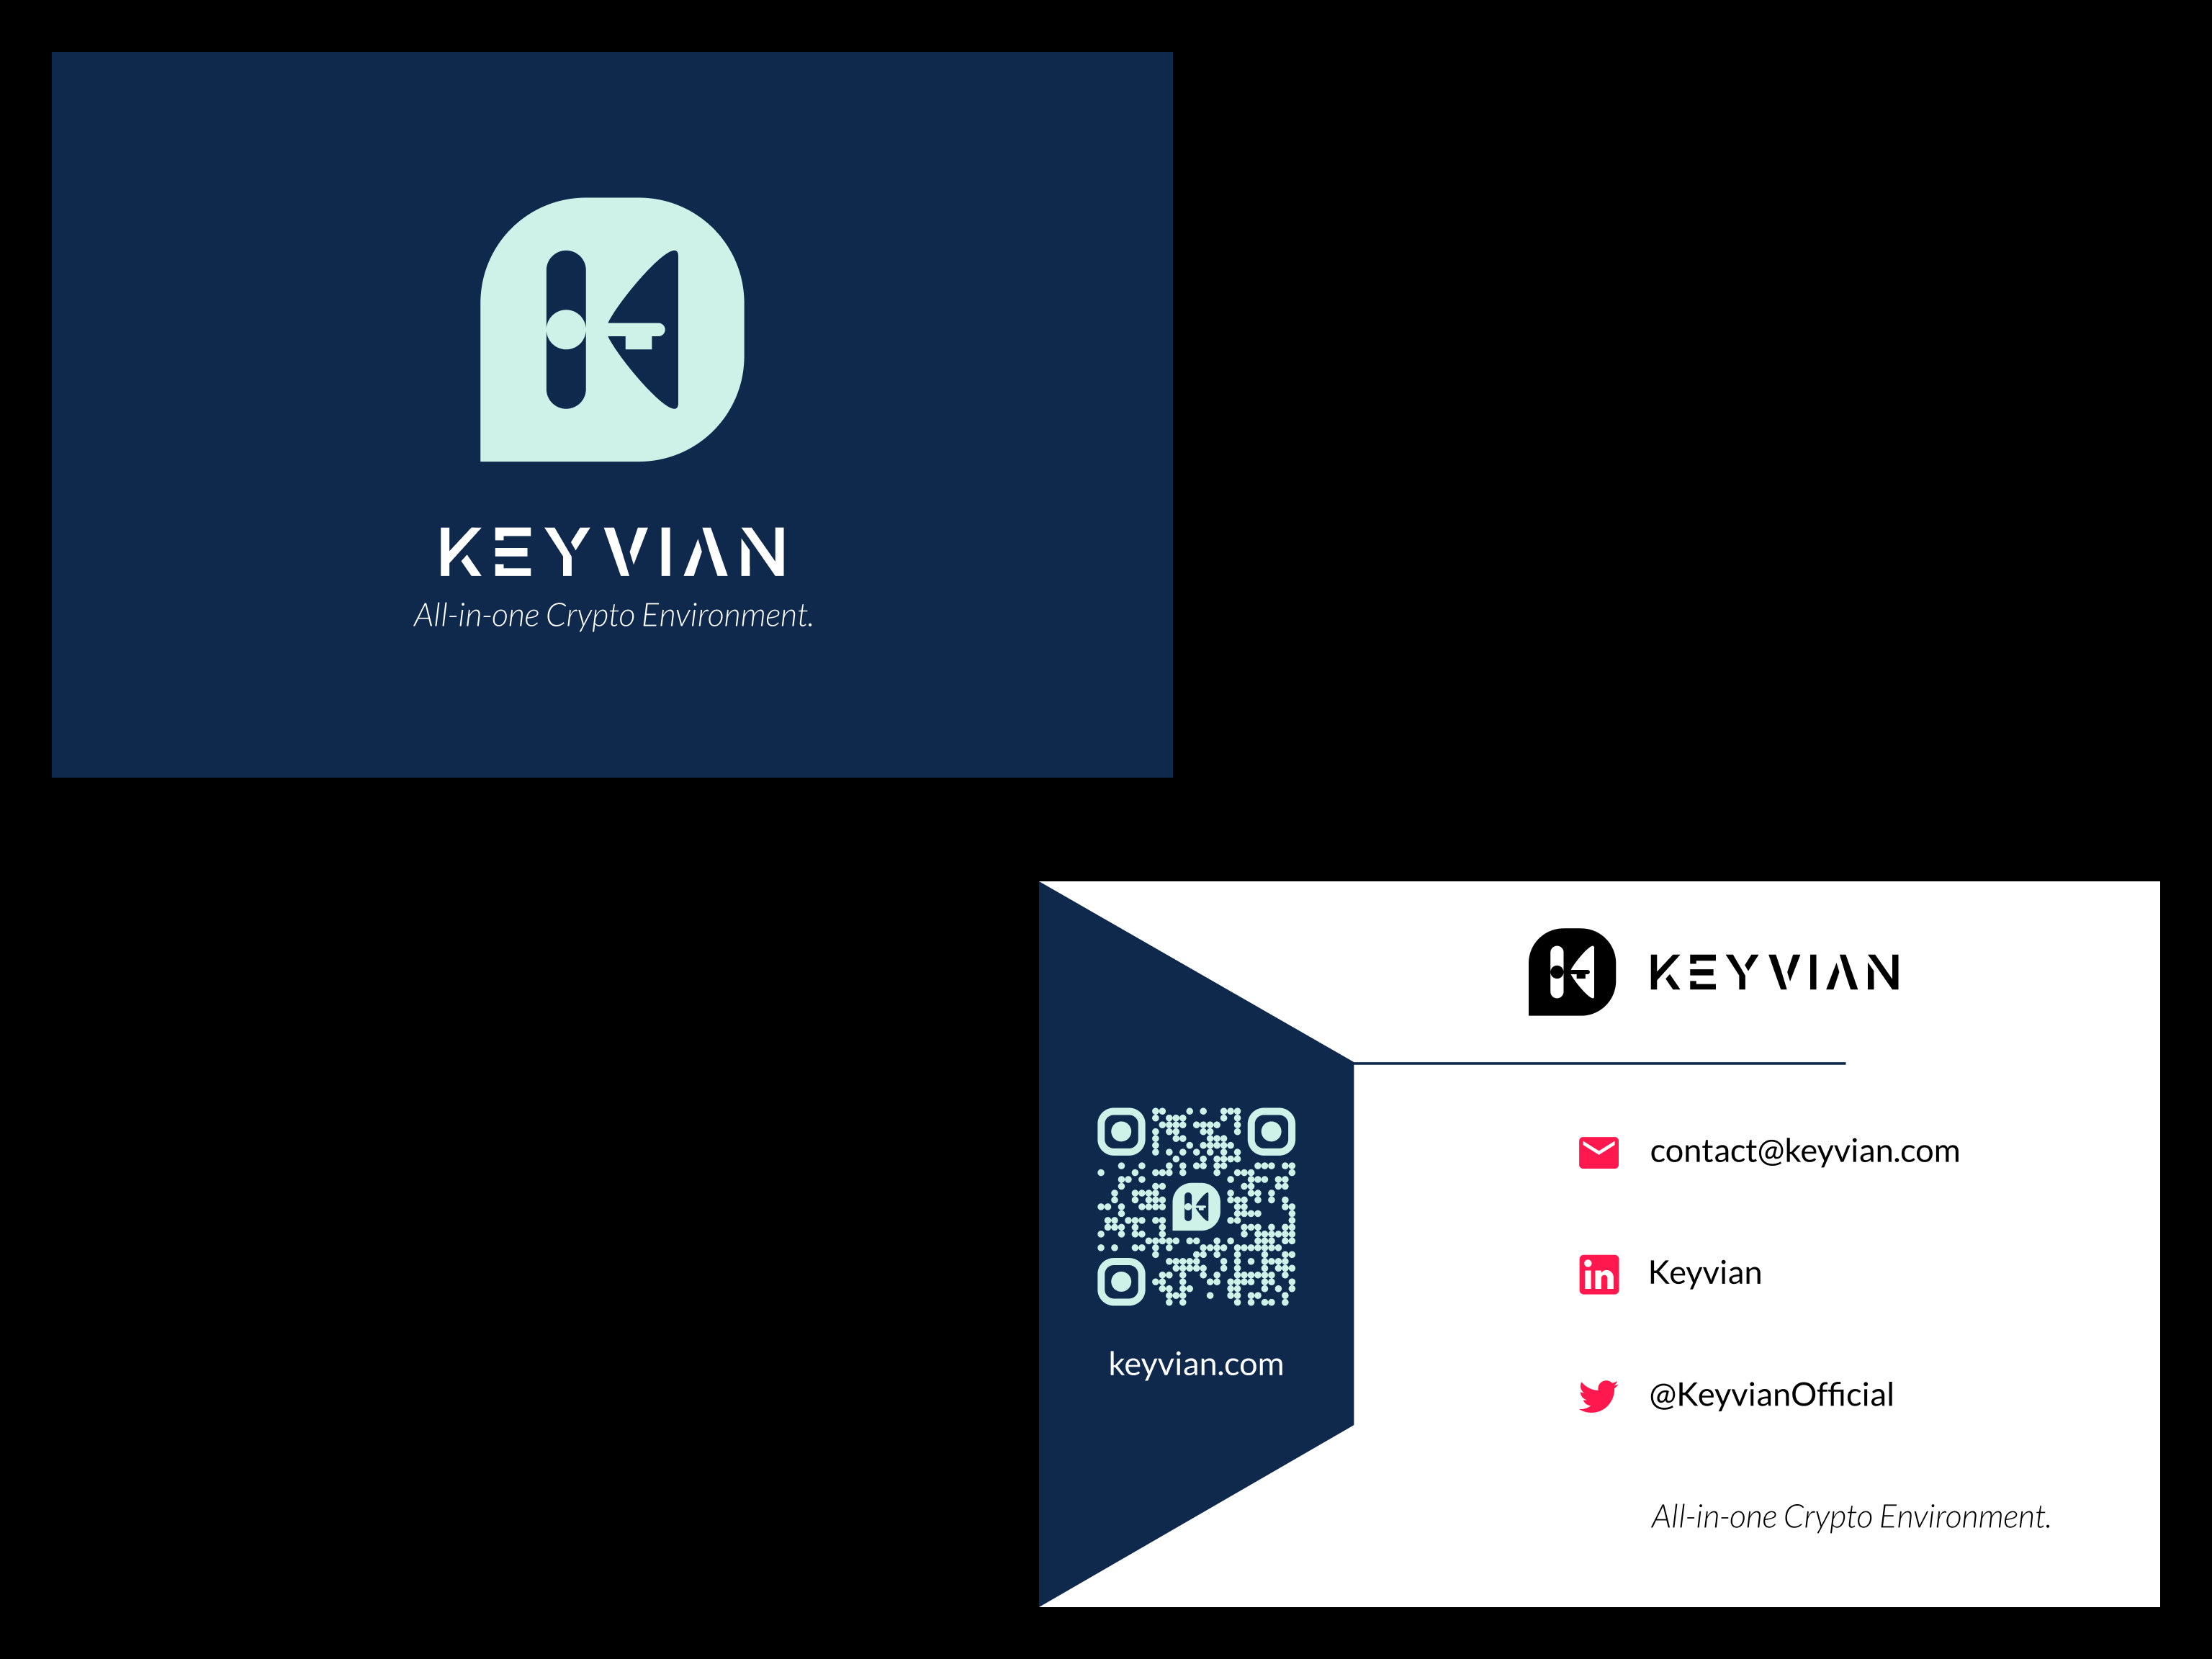 KEYVIAN
All-in-one Crypto Environment.
KEYVIAN
contact@keyvian.com
Keyvian
@KeyvianOfficial
All-in-one Crypto Environment.
keyvian.com